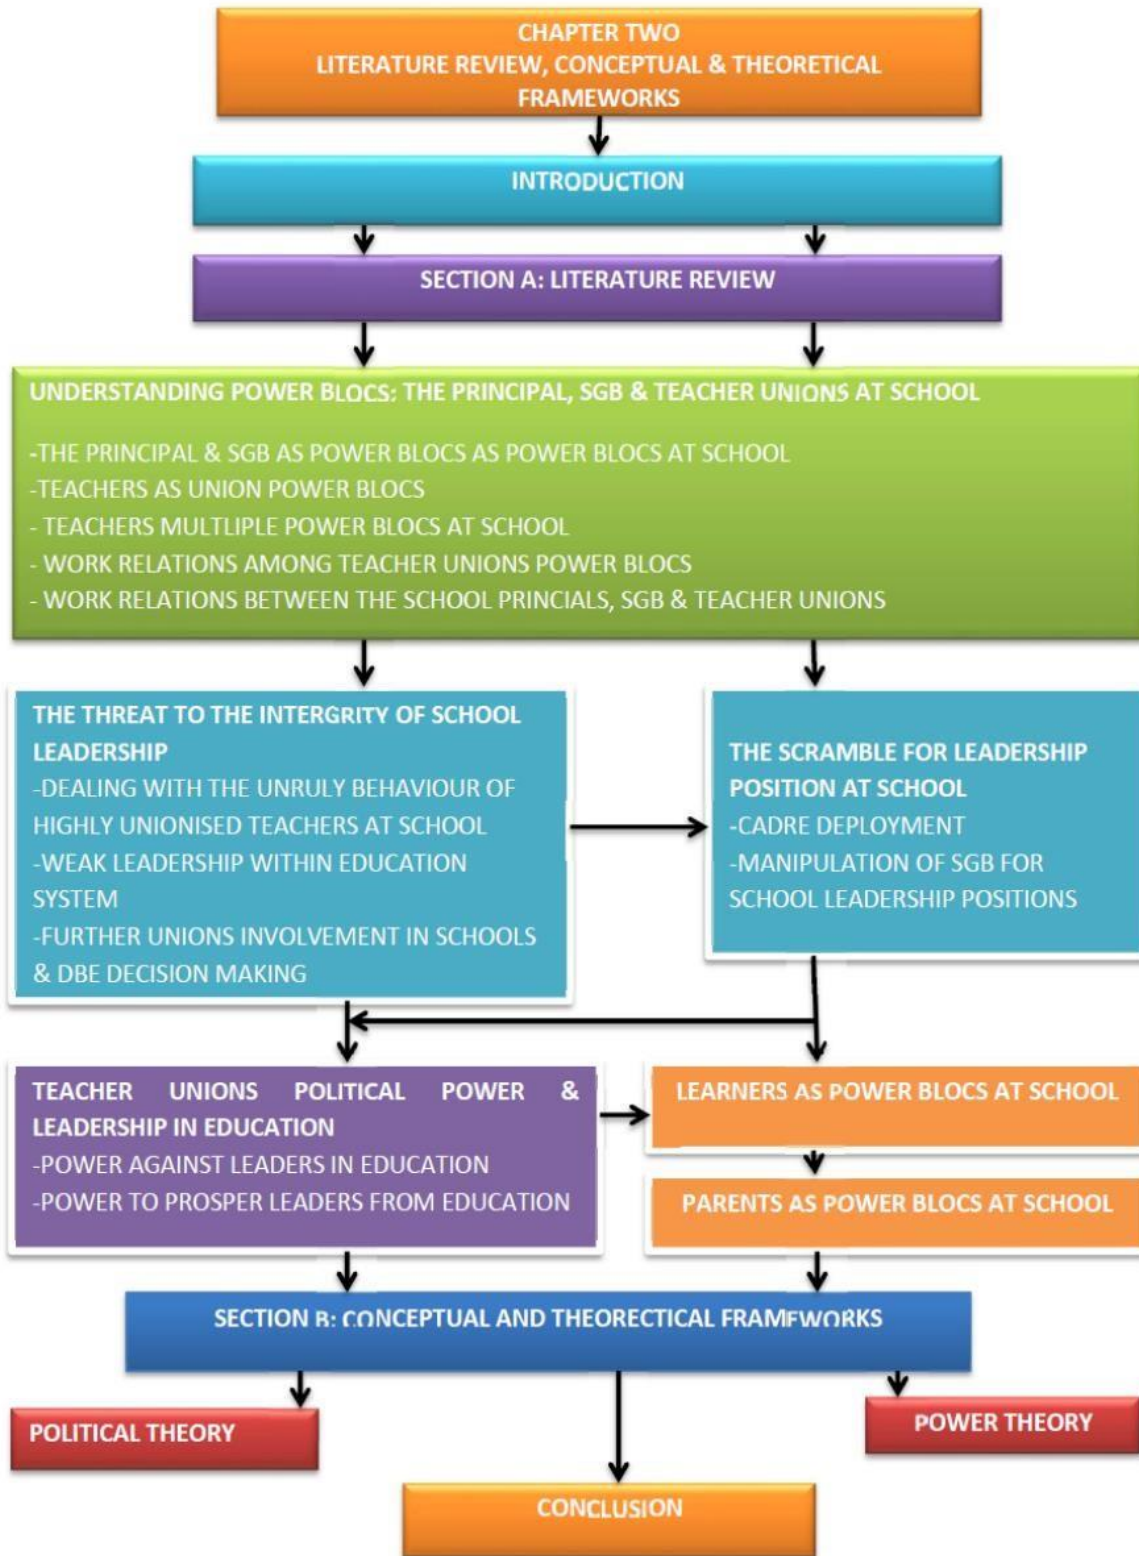 CHAPTER TWO
LITERATURE REVIEW, CONCEPTUAL & THEORETICAL
FRAMEWORKS
INTRODUCTION
SECTION A: LITERATURE REVIEW
UNDERSTANDING POWER BLOCS: THE PRINCIPAL, SGB & TEACHER UNIONS AT SCHOOL
-THE PRINCIPAL & SGB AS POWER BLOCS AS POWER BLOCS AT SCHOOL
-TEACHERS AS UNION POWER BLOCS
- TEACHERS MULTLIPLE POWER BLOCS AT SCHOOL
- WORK RELATIONS AMONG TEACHER UNIONS POWER BLOCS
- WORK RELATIONS BETWEEN THE SCHOOL PRINCIALS, SGB & TEACHER UNIONS
THE THREAT TO THE INTERGRITY OF SCHOOL
LEADERSHIP
-DEALING WITH THE UNRULY BEHAVIOUR OF
HIGHLY UNIONISED TEACHERS AT SCHOOL
-WEAK LEADERSHIP WITHIN EDUCATION
SYSTEM
-FURTHER UNIONS INVOLVEMENT IN SCHOOLS
& DBE DECISION MAKING
THE SCRAMBLE FOR LEADERSHIP
POSITION AT SCHOOL
-CADRE DEPLOYMENT
-MANIPULATION OF SGB FOR
SCHOOL LEADERSHIP POSITIONS
TEACHER UNIONS POLITICAL POWER &
LEADERSHIP IN EDUCATION
-POWER AGAINST LEADERS IN EDUCATION
-POWER TO PROSPER LEADERS FROM EDUCATION
LEARNERS AS POWER BLOCS AT SCHOOL
PARENTS AS POWER BLOCS AT SCHOOL
SECTION B: CONCEPTUAL AND THEORECTICAL FRAMEWORKS
POLITICAL THEORY
POWER THEORY
CONCLUSION